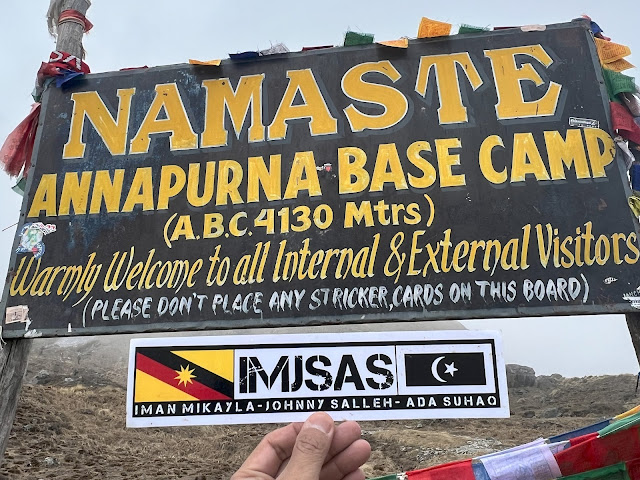 NAMASTE
ANNAPURNA BASE CAMP
(A.B.C. 4130 Mtrs)
Warmly Welcome to all Internal & External Visitors
(PLEASE DON'T PLACE ANY STRICKER, CARDS ON THIS BOARD)
IMJSAS
IMAN MIKAYLA-JOHNNY SALLEH-ADA SUHAQ